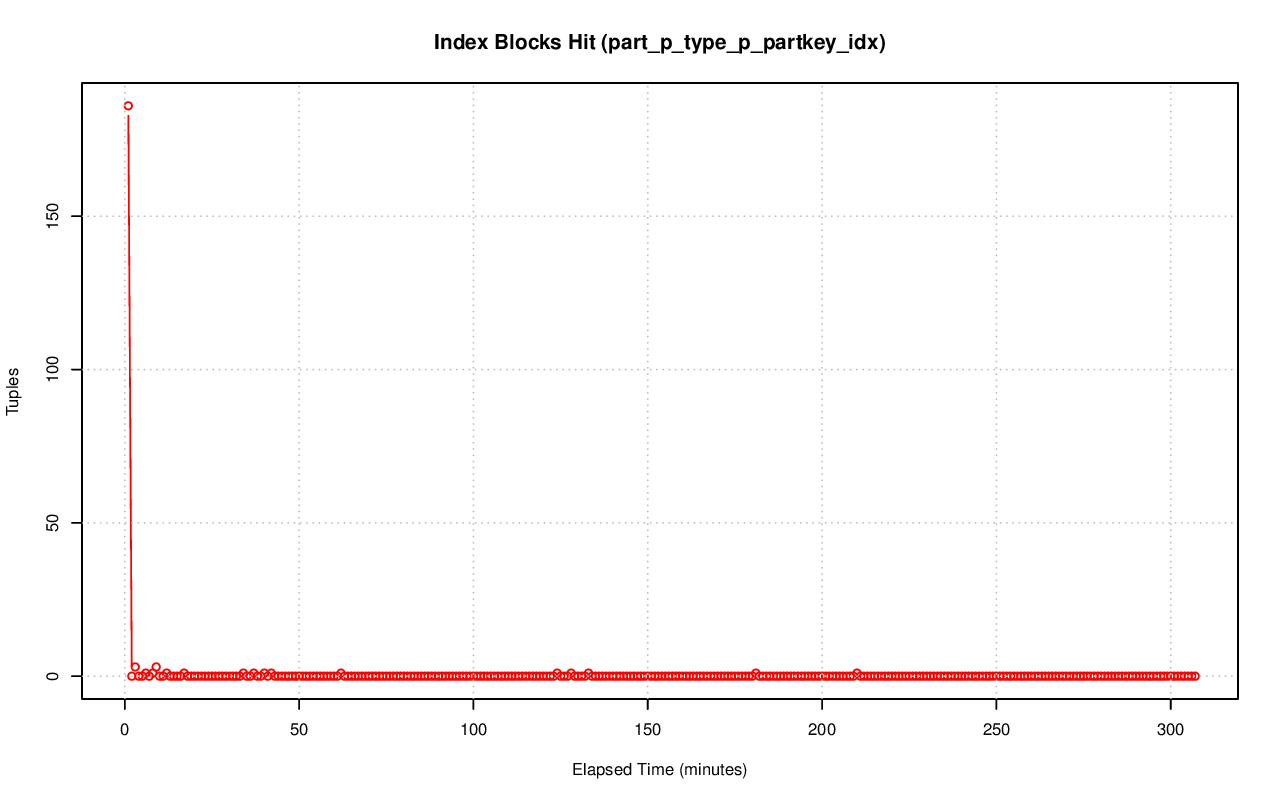 Index Blocks Hit (part_p_type_p_partkey_idx)
Tuples
150
100
50
0
0 50 100 150 200 250 300
Elapsed Time (minutes)